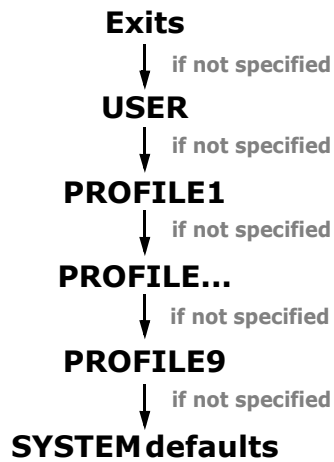 Exits
if not specified
USER
if not specified
PROFILE1
if not specified
PROFILE...
if not specified
PROFILE9
if not specified
SYSTEM defaults